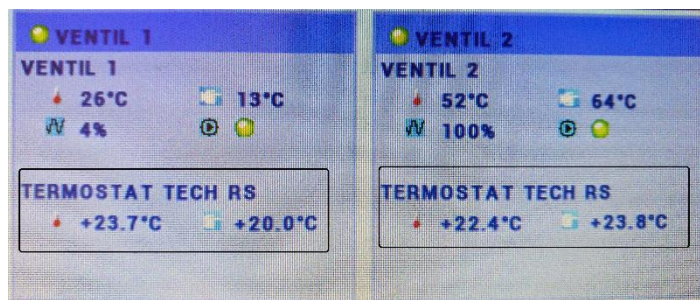 VENTIL 1
VENTIL 1
26°C 13°C
4%
TERMOSTAT TECH RS
+23.7°C +20.0°C
VENTIL 2
VENTIL 2
52°C 64°C
100%
TERMOSTAT TECH RS
+22.4°C +23.8°C